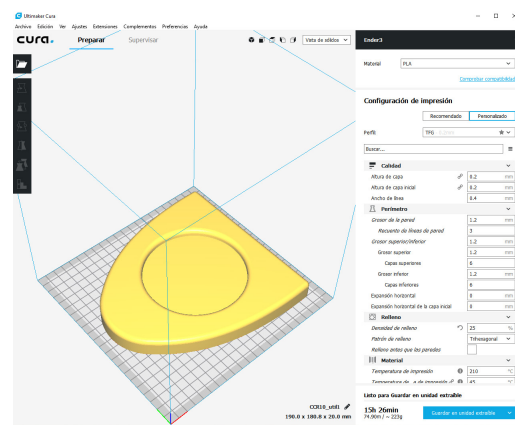 Ultimaker Cura
Archivo Edición Ver Ajustes Extensiones Complementos Preferencias Ayuda
cura.
Preparar
Supervisar
Vista de sólidos
Ender3
Material
PLA
Comprobar compatibilidad
Configuración de impresión
Recomendado
Personalizado
Perfil
TFG 0.2mm
Buscar...
Calidad
Altura de capa 0.2 mm
Altura de capa inicial 0.2 mm
Ancho de línea 0.4 mm
Perímetro
Grosor de la pared 1.2 mm
Recuento de líneas de pared 3
Grosor superior/inferior 1.2 mm
Grosor superior 1.2 mm
Capas superiores 6
Grosor inferior 1.2 mm
Capas inferiores 6
Expansión horizontal 0 mm
Expansión horizontal de la capa inicial 0 mm
Relleno
Densidad de relleno 25 %
Patrón de relleno Trihexagonal
Relleno antes que las paredes
Material
Temperatura de impresión 210 °C
CCR10_util1
190.0 x 180.8 x 20.0 mm
Listo para Guardar en unidad extraíble
15h 26min
74.90m / ~ 223g
Guardar en unidad extraíble